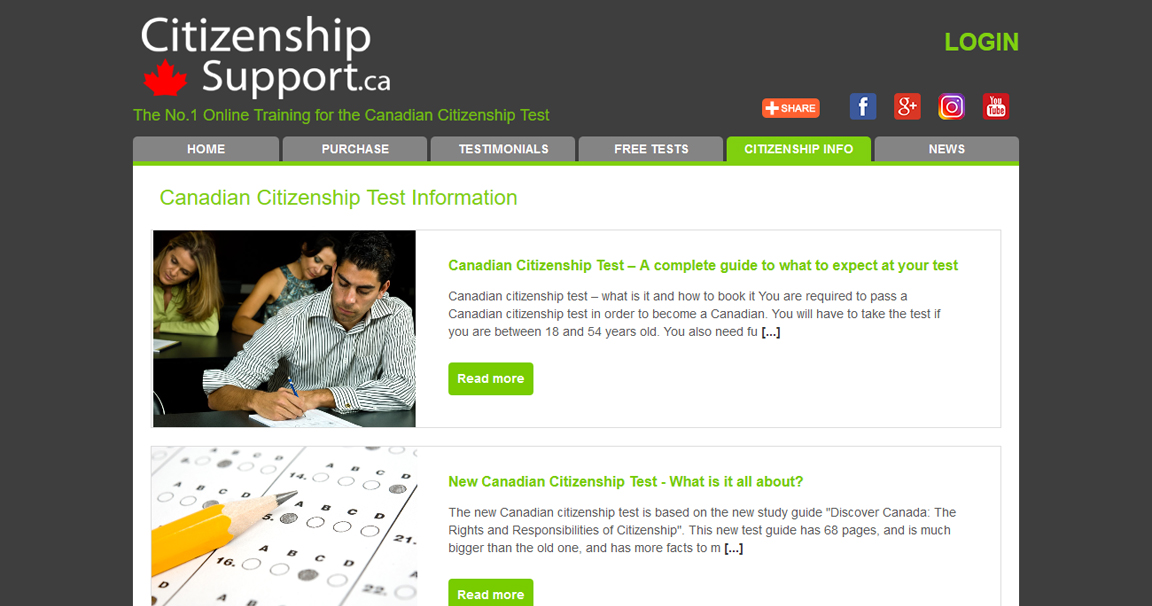 Citizenship
Support.ca
LOGIN
The No.1 Online Training for the Canadian Citizenship Test
SHARE
f
g+
You
Tube
HOME
PURCHASE
TESTIMONIALS
FREE TESTS
CITIZENSHIP INFO
NEWS
Canadian Citizenship Test Information
Canadian Citizenship Test – A complete guide to what to expect at your test
Canadian citizenship test – what is it and how to book it You are required to pass a
Canadian citizenship test in order to become a Canadian. You will have to take the test if
you are between 18 and 54 years old. You also need fu [...]
Read more
New Canadian Citizenship Test - What is it all about?
The new Canadian citizenship test is based on the new study guide "Discover Canada: The
Rights and Responsibilities of Citizenship". This new test guide has 68 pages, and is much
bigger than the old one, and has more facts to m [...]
Read more
14. A B C D
A B C D
A B C D
21.
16. A B C D
22.